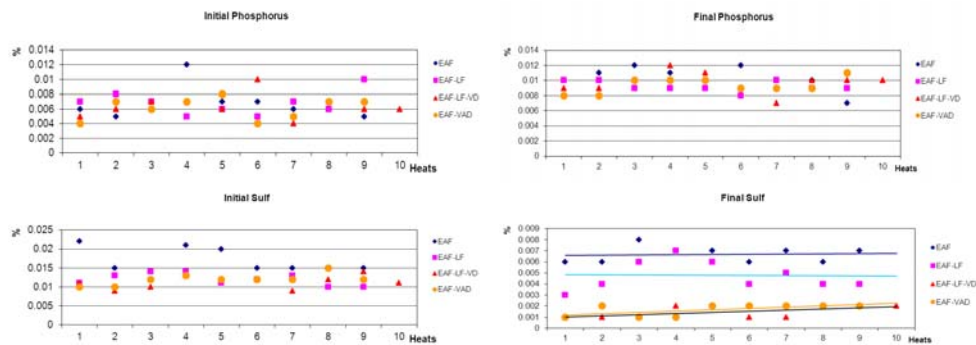 Initial Phosphorus
%
0.014
0.012
0.01
0.008
0.006
0.004
0.002
0
1 2 3 4 5 6 7 8 9 10 Heats
EAF
EAF-LF
EAF-LF-VD
EAF-VAD
Final Phosphorus
%
0.014
0.012
0.010
0.008
0.006
0.004
0.002
0
1 2 3 4 5 6 7 8 9 10 Heats
EAF
EAF-LF
EAF-LF-VD
EAF-VAD
Initial Sulf
%
0.025
0.02
0.015
0.01
0.005
0
1 2 3 4 5 6 7 8 9 10 Heats
EAF
EAF-LF
EAF-LF-VD
EAF-VAD
Final Sulf
%
0.009
0.008
0.007
0.006
0.005
0.004
0.003
0.002
0.001
0
1 2 3 4 5 6 7 8 9 10 Heats
EAF
EAF-LF
EAF-LF-VD
EAF-VAD